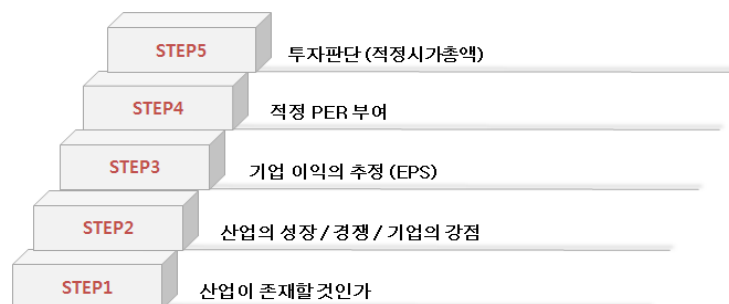 STEP5 투자판단 (적정시가총액)
STEP4 적정 PER 부여
STEP3 기업 이익의 추정 (EPS)
STEP2 산업의 성장 / 경쟁 / 기업의 강점
STEP1 산업이 존재할것인가